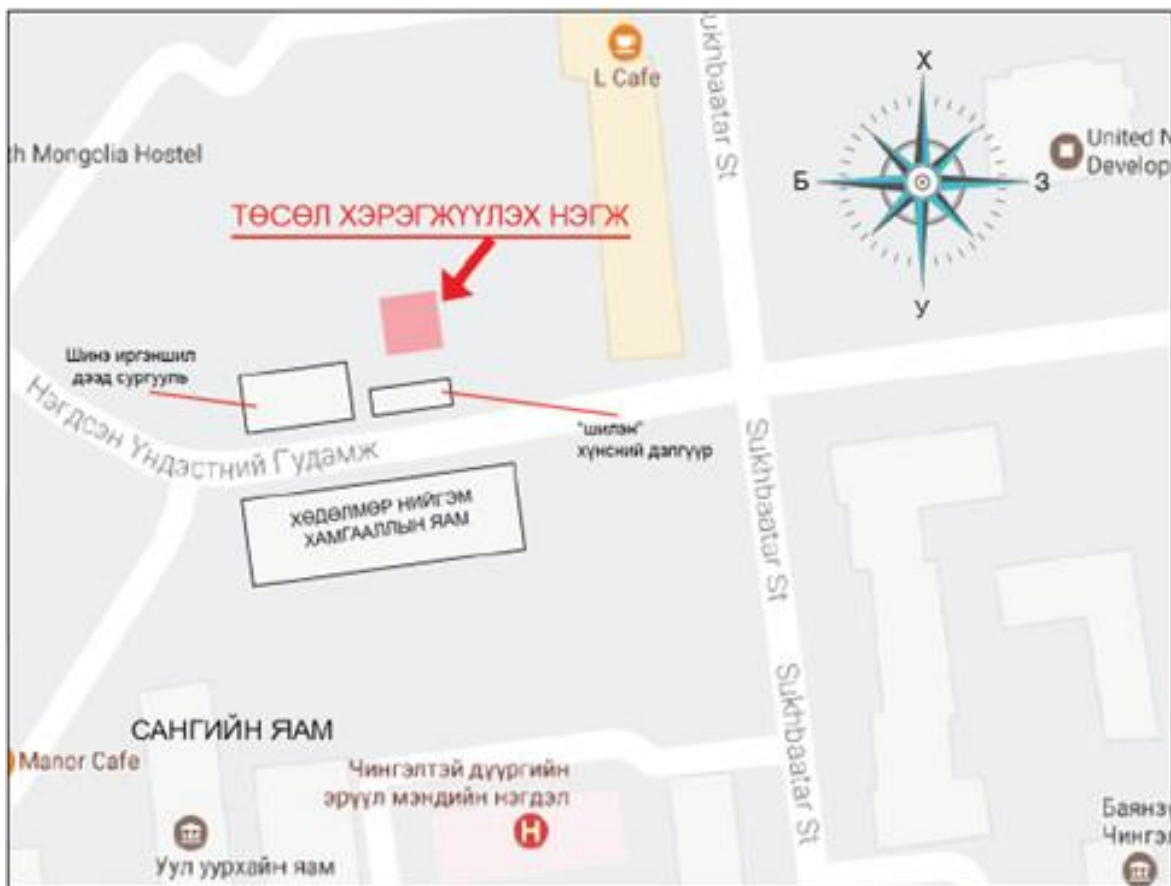 L Cafe
Sukhbaatar St
Х
Б
З
У
United N
Develop
th Mongolia Hostel
ТӨСӨЛ ХЭРЭГЖҮҮЛЭХ НЭГЖ
Шинэ иргэншил
дээд сургууль
"шилэн"
хүнсний дэлгүүр
Нэгдсэн Үндэстний Гудамж
Sukhbaatar St
ХӨДӨЛМӨР НИЙГЭМ
ХАМГААЛЛЫН ЯАМ
Sukhbaatar St
САНГИЙН ЯАМ
Manor Cafe
Чингэлтэй дүүргийн
эрүүл мэндийн нэгдэл
H
Уул уурхайн яам
Баянз
Чингэл